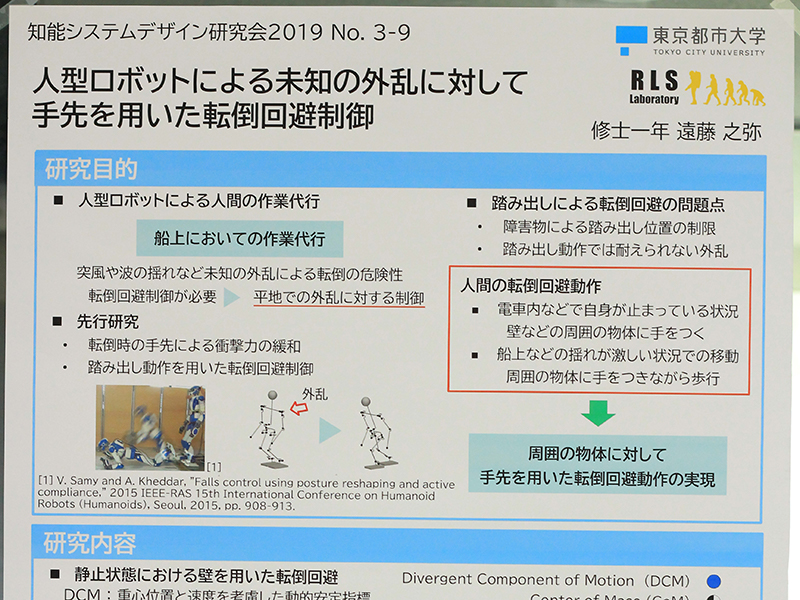 知能システムデザイン研究会2019 No. 3-9
東京都市大学
TOKYO CITY UNIVERSITY
人型ロボットによる未知の外乱に対して
手先を用いた転倒回避制御
RLS
Laboratory
修士一年 遠藤 之弥
研究目的
■ 人型ロボットによる人間の作業代行
船上においての作業代行
突風や波の揺れなど未知の外乱による転倒の危険性
転倒回避制御が必要 平地での外乱に対する制御
■ 先行研究
・ 転倒時の手先による衝撃力の緩和
・ 踏み出し動作を用いた転倒回避制御
外乱
[1]
[1] V. Samy and A. Kheddar, "Falls control using posture reshaping and active
compliance," 2015 IEEE-RAS 15th International Conference on Humanoid
Robots (Humanoids), Seoul, 2015, pp. 908-913.
■ 踏み出しによる転倒回避の問題点
・ 障害物による踏み出し位置の制限
・ 踏み出し動作では耐えられない外乱
人間の転倒回避動作
■ 電車内などで自身が止まっている状況
壁などの周囲の物体に手をつく
■ 船上などの揺れが激しい状況での移動
周囲の物体に手をつきながら歩行
周囲の物体に対して
手先を用いた転倒回避動作の実現
研究内容
■ 静止状態における壁を用いた転倒回避
DCM：重心位置と速度を考慮した動的安定指標
Divergent Component of Motion (DCM)
Center of Mass (CoM)